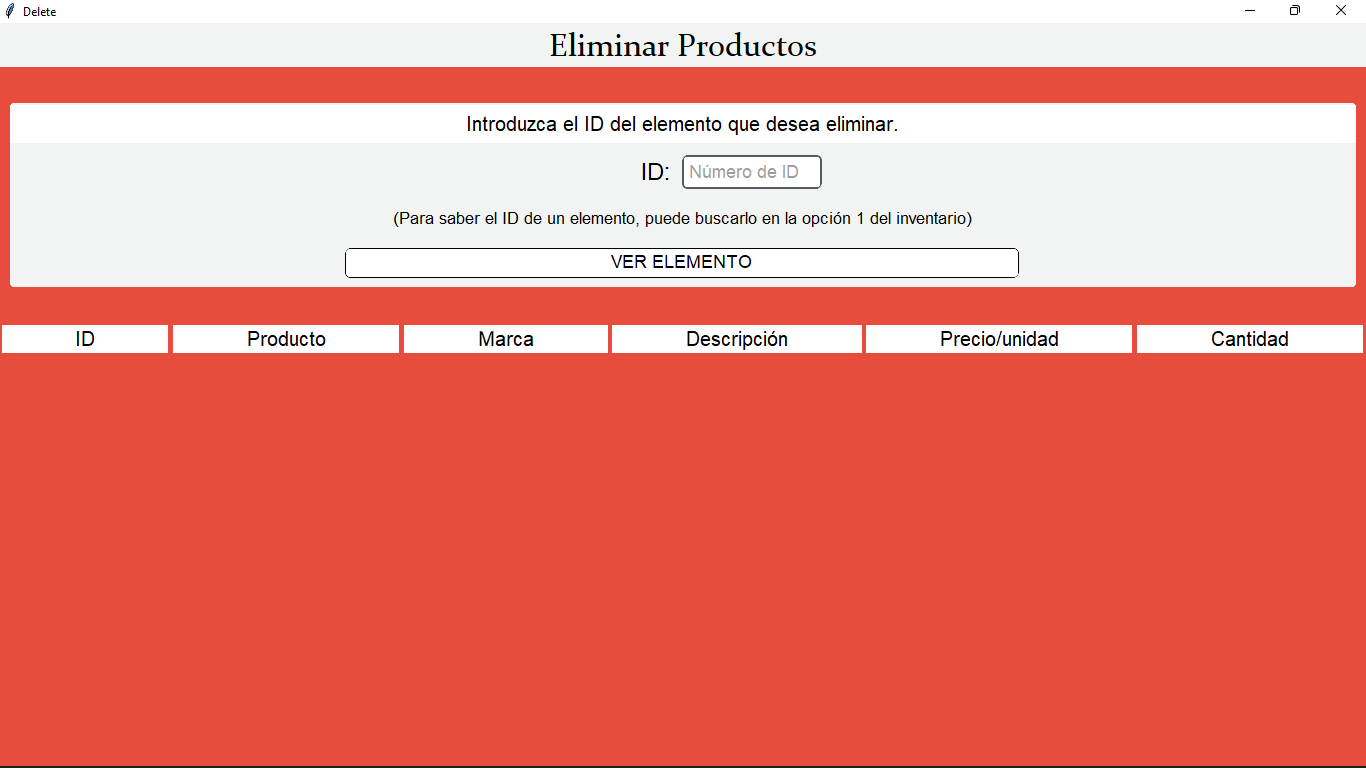 Delete
Eliminar Productos
Introduzca el ID del elemento que desea eliminar.
ID: Número de ID
(Para saber el ID de un elemento, puede buscarlo en la opción 1 del inventario)
VER ELEMENTO
ID Producto Marca Descripción Precio/unidad Cantidad